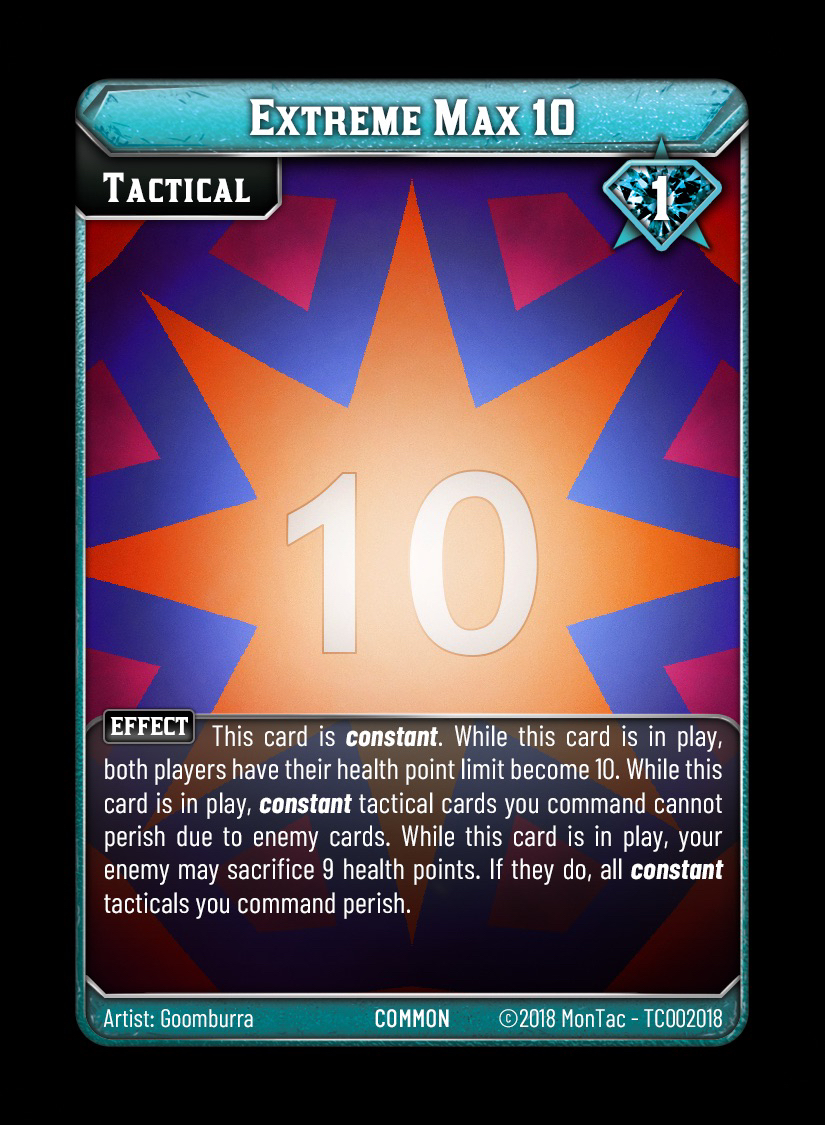 Extreme Max 10
Tactical
1
10
EFFECT This card is constant. While this card is in play,
both players have their health point limit become 10. While this
card is in play, constant tactical cards you command cannot
perish due to enemy cards. While this card is in play, your
enemy may sacrifice 9 health points. If they do, all constant
tacticals you command perish.
Artist: Goomburra COMMON ©2018 MonTac - TC002018